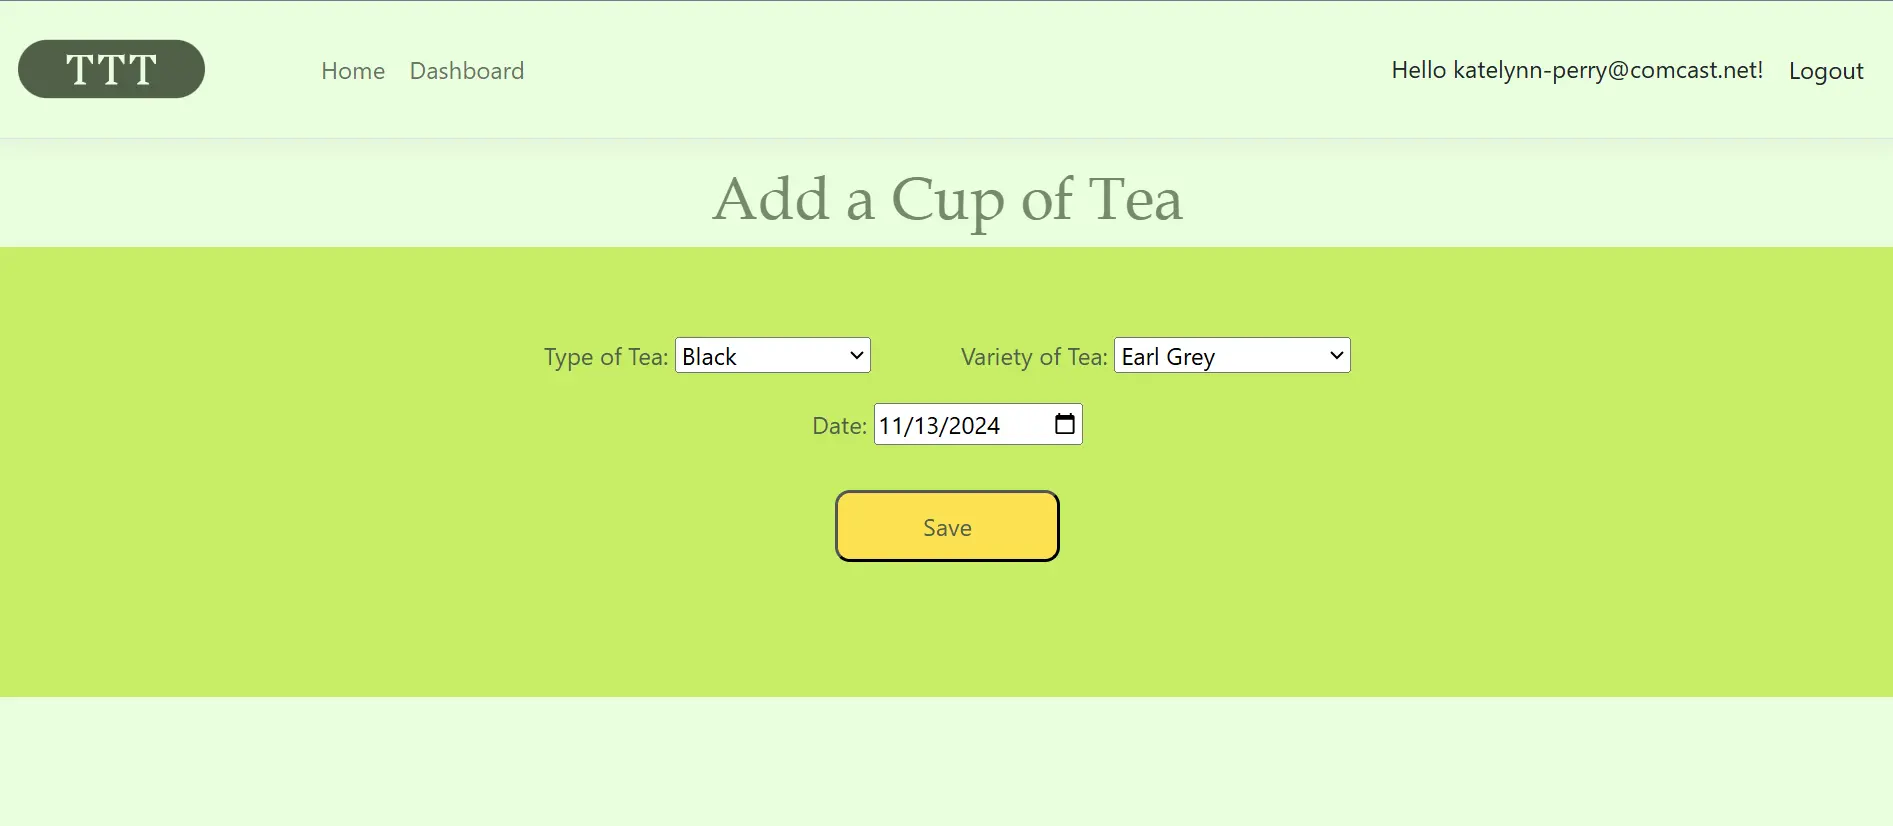 TTT Home Dashboard Hello katelynn-perry@comcast.net! Logout
Add a Cup of Tea
Type of Tea: Black Variety of Tea: Earl Grey
Date: 11/13/2024
Save